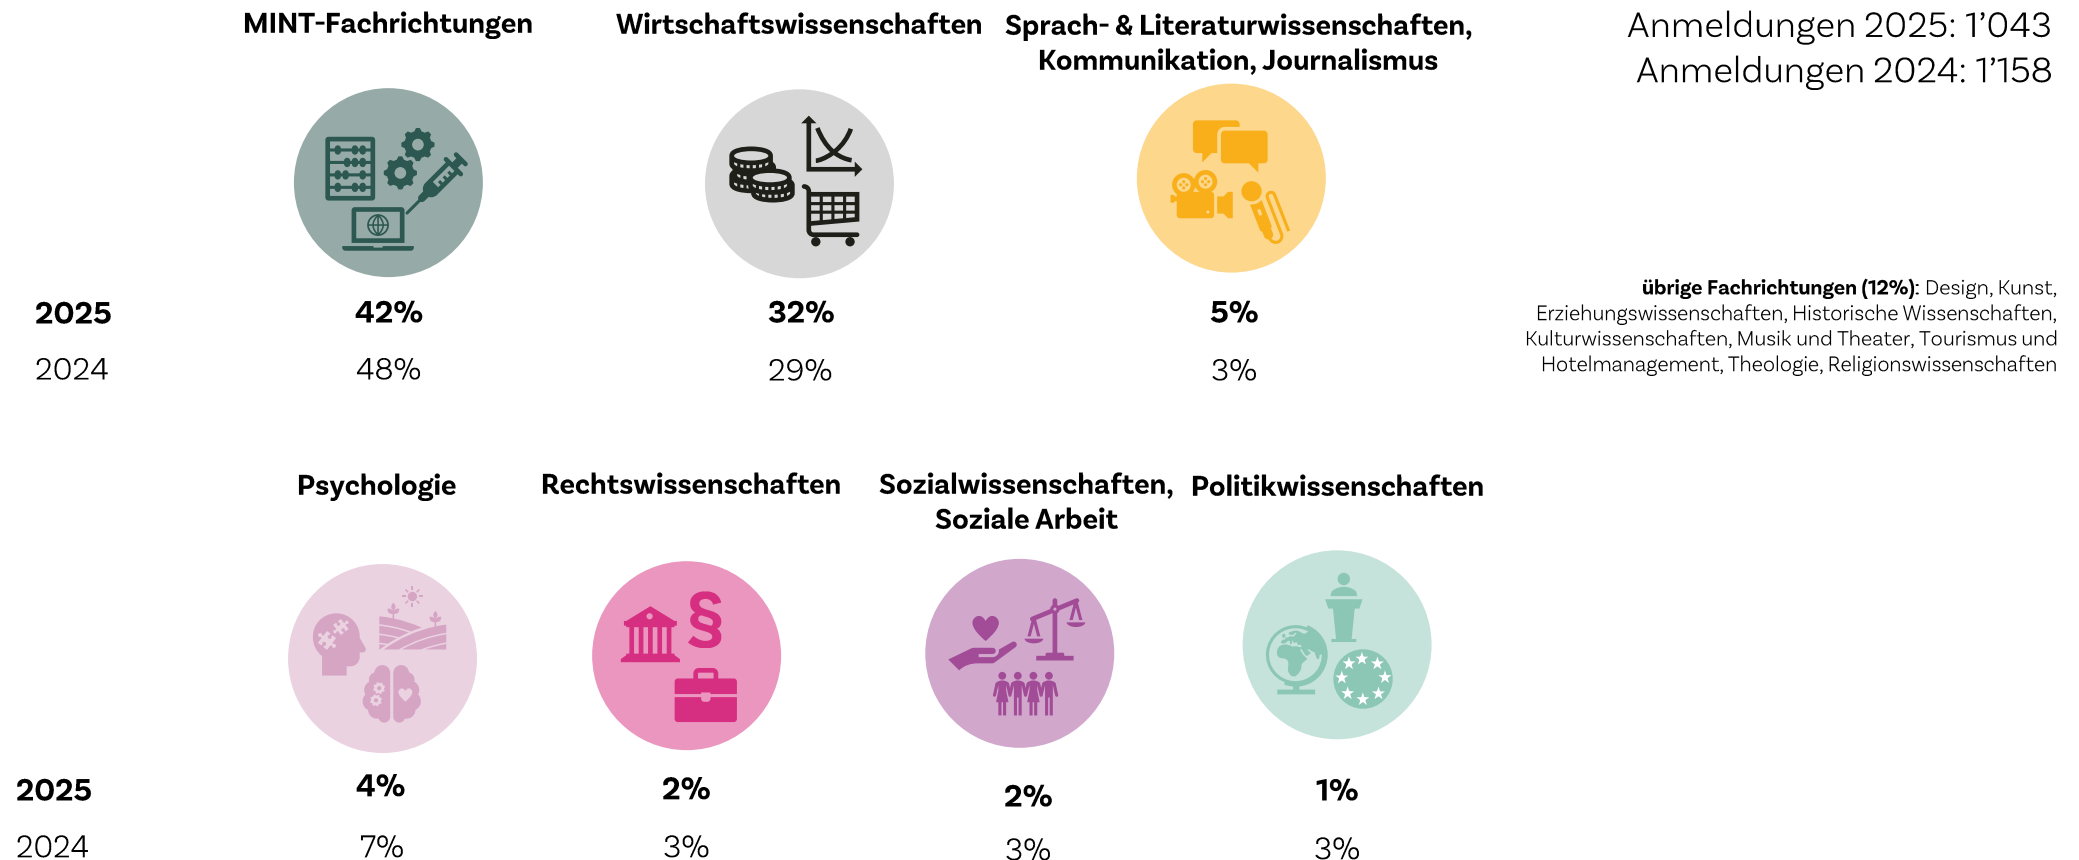 MINT-Fachrichtungen
Wirtschaftswissenschaften
Sprach- & Literaturwissenschaften,
Kommunikation, Journalismus
Anmeldungen 2025: 1’043
Anmeldungen 2024: 1’158
2025 42% 32% 5%
2024 48% 29% 3%
übrige Fachrichtungen (12%): Design, Kunst,
Erziehungswissenschaften, Historische Wissenschaften,
Kulturwissenschaften, Musik und Theater, Tourismus und
Hotelmanagement, Theologie, Religionswissenschaften
Psychologie
Rechtswissenschaften
Sozialwissenschaften,
Soziale Arbeit
Politikwissenschaften
§
2025 4% 2% 2% 1%
2024 7% 3% 3% 3%